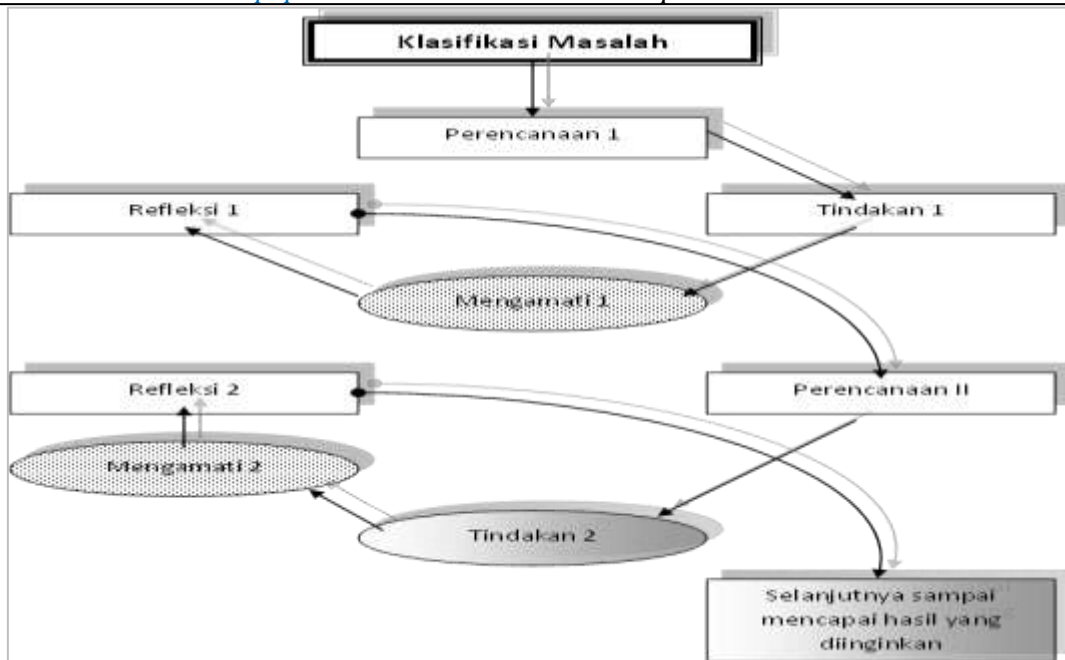 Klasifikasi Masalah
Perencanaan 1
Refleksi 1
Tindakan 1
Mengamati 1
Refleksi 2
Perencanaan II
Mengamati 2
Tindakan 2
Selanjutnya sampai
mencapai hasil yang
diinginkan